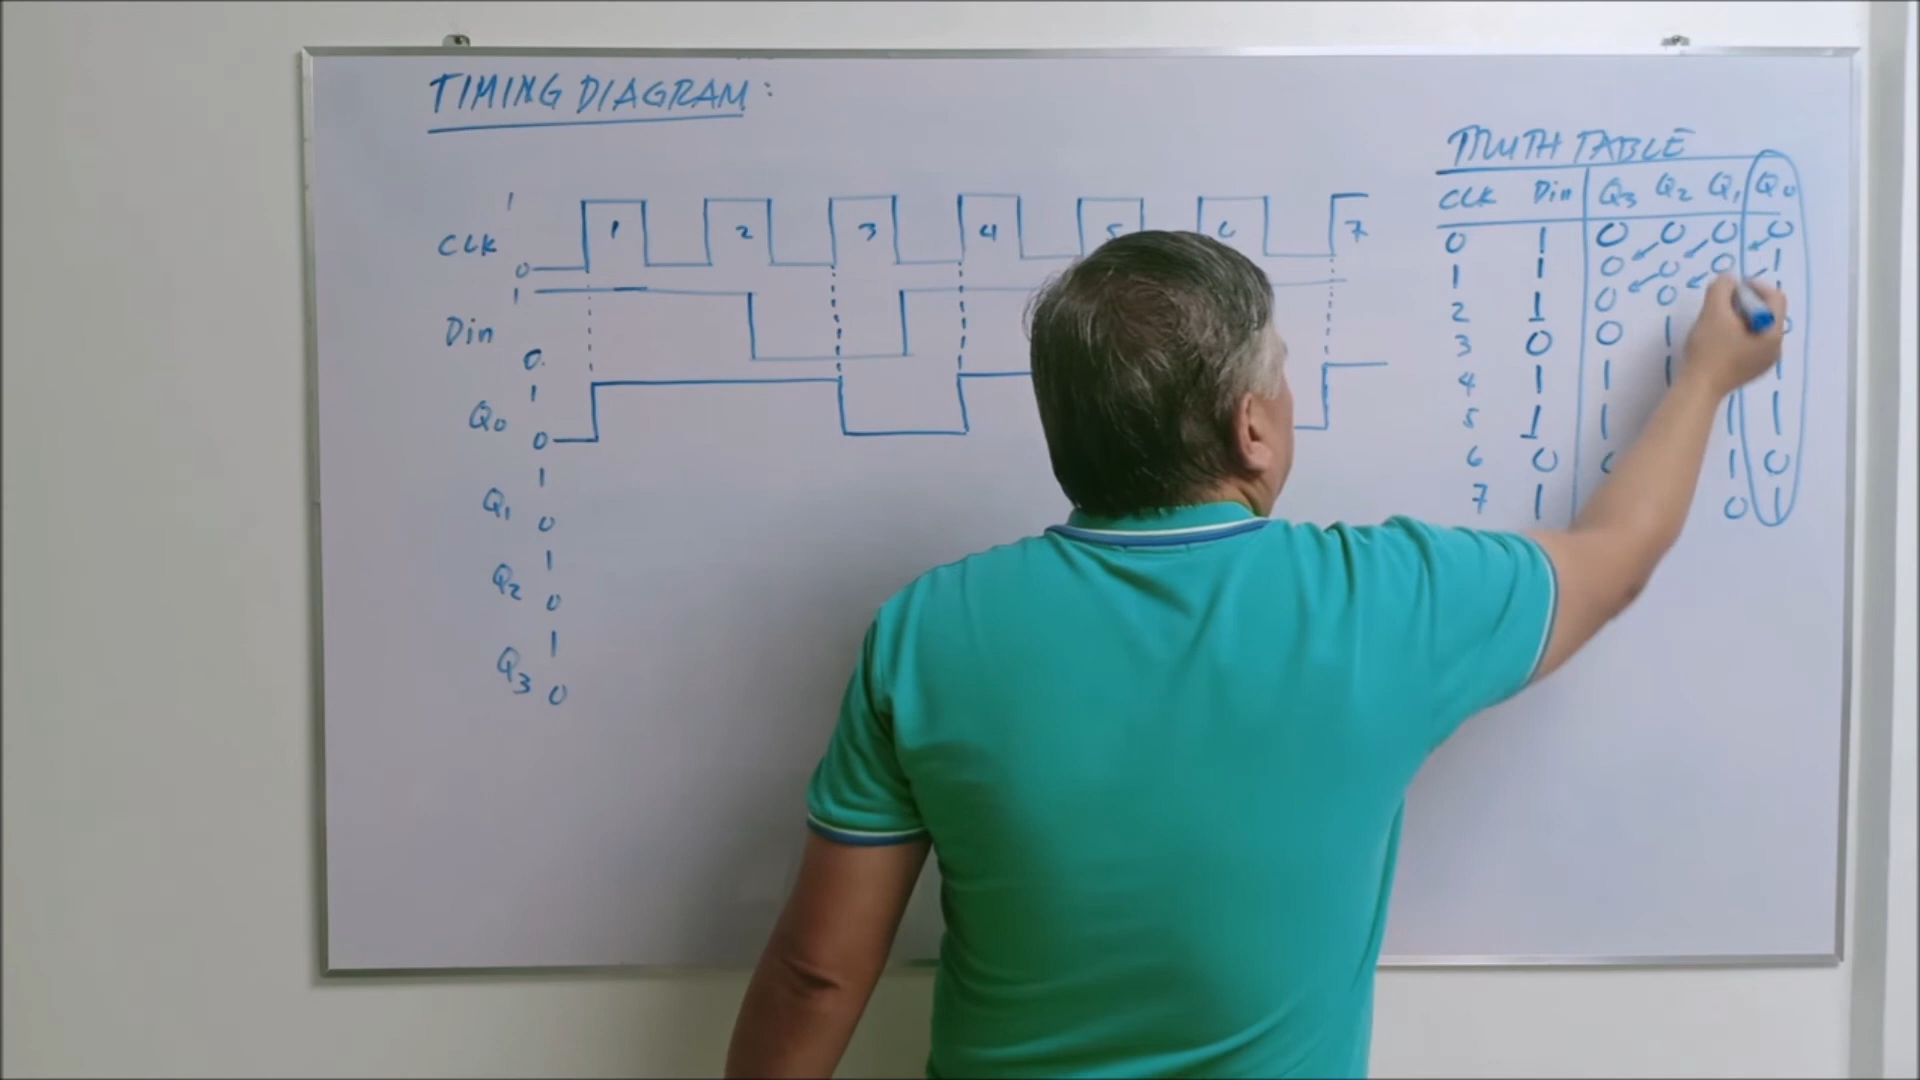 TIMING DIAGRAM:
TRUTH TABLE
CLK Din Q3 Q2 Q1 Q0
0 1 0 0 0 0
1 1 0 0 0 1
2 1 0 0
3 0 0 1
4 1 1 1 1
5 1 1 1 1
6 0 1 0
7 1 0 1
1
CLK 1 2 3 4 5 6 7
0
1
Din
0
1
Q0
0
1
Q1
0
1
Q2
0
1
Q3
0